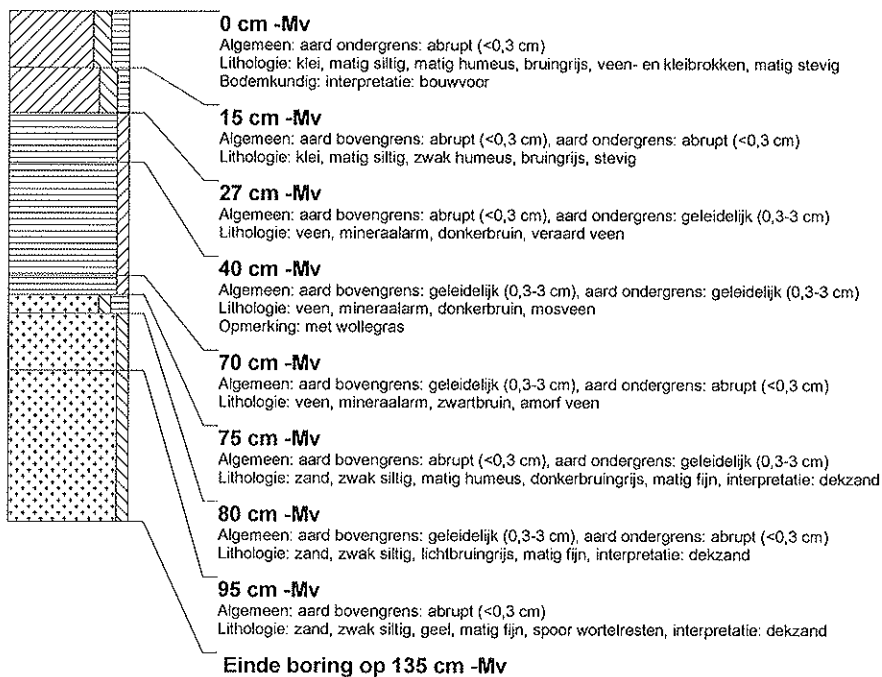 0 cm -Mv
Algemeen: aard ondergrens: abrupt (<0,3 cm)
Lithologie: klei, matig siltig, matig humeus, bruingrijs, veen- en kleibrokken, matig stevig
Bodemkundig: interpretatie: bouwvoor
15 cm -Mv
Algemeen: aard bovengrens: abrupt (<0,3 cm), aard ondergrens: abrupt (<0,3 cm)
Lithologie: klei, matig siltig, zwak humeus, bruingrijs, stevig
27 cm -Mv
Algemeen: aard bovengrens: abrupt (<0,3 cm), aard ondergrens: geleidelijk (0,3-3 cm)
Lithologie: veen, mineraalarm, donkerbruin, veraard veen
40 cm -Mv
Algemeen: aard bovengrens: geleidelijk (0,3-3 cm), aard ondergrens: geleidelijk (0,3-3 cm)
Lithologie: veen, mineraalarm, donkerbruin, mosveen
Opmerking: met wollegras
70 cm -Mv
Algemeen: aard bovengrens: geleidelijk (0,3-3 cm), aard ondergrens: abrupt (<0,3 cm)
Lithologie: veen, mineraalarm, zwartbruin, amorf veen
75 cm -Mv
Algemeen: aard bovengrens: abrupt (<0,3 cm), aard ondergrens: geleidelijk (0,3-3 cm)
Lithologie: zand, zwak siltig, matig humeus, donkerbruingrijs, matig fijn, interpretatie: dekzand
80 cm -Mv
Algemeen: aard bovengrens: geleidelijk (0,3-3 cm), aard ondergrens: abrupt (<0,3 cm)
Lithologie: zand, zwak siltig, lichtbruingrijs, matig fijn, interpretatie: dekzand
95 cm -Mv
Algemeen: aard bovengrens: abrupt (<0,3 cm)
Lithologie: zand, zwak siltig, geel, matig fijn, spoor wortelresten, interpretatie: dekzand
Einde boring op 135 cm -Mv